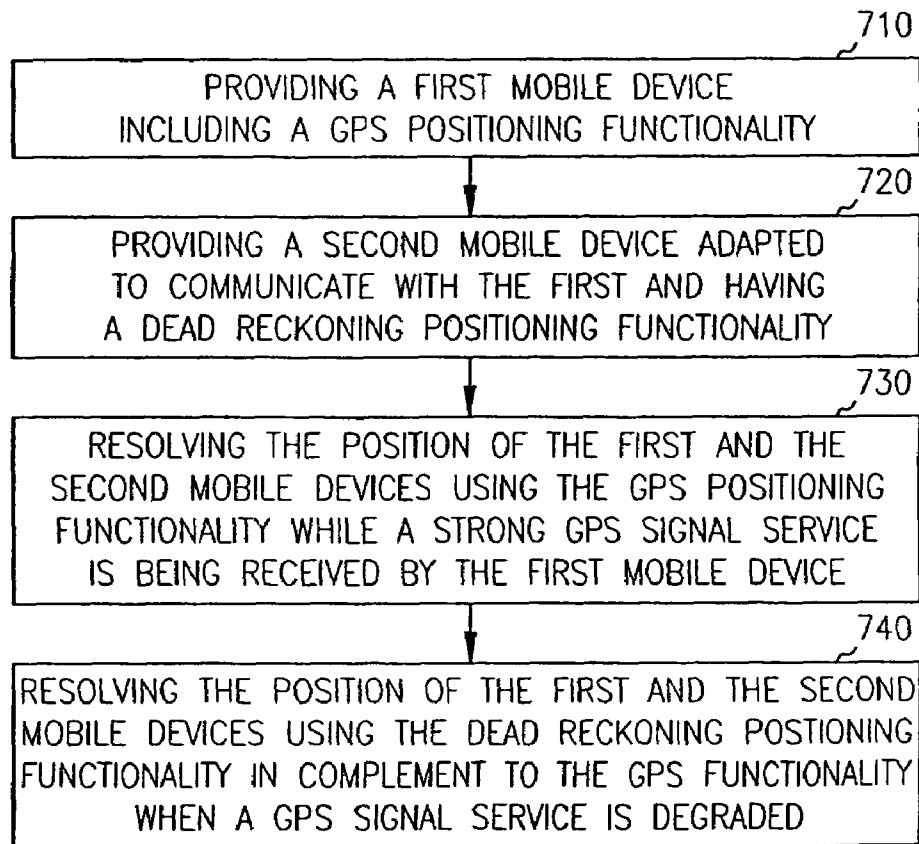 710
PROVIDING A FIRST MOBILE DEVICE
INCLUDING A GPS POSITIONING FUNCTIONALITY
720
PROVIDING A SECOND MOBILE DEVICE ADAPTED
TO COMMUNICATE WITH THE FIRST AND HAVING
A DEAD RECKONING POSITIONING FUNCTIONALITY
730
RESOLVING THE POSITION OF THE FIRST AND THE
SECOND MOBILE DEVICES USING THE GPS POSITIONING
FUNCTIONALITY WHILE A STRONG GPS SIGNAL SERVICE
IS BEING RECEIVED BY THE FIRST MOBILE DEVICE
740
RESOLVING THE POSITION OF THE FIRST AND THE SECOND
MOBILE DEVICES USING THE DEAD RECKONING POSTIONING
FUNCTIONALITY IN COMPLEMENT TO THE GPS FUNCTIONALITY
WHEN A GPS SIGNAL SERVICE IS DEGRADED